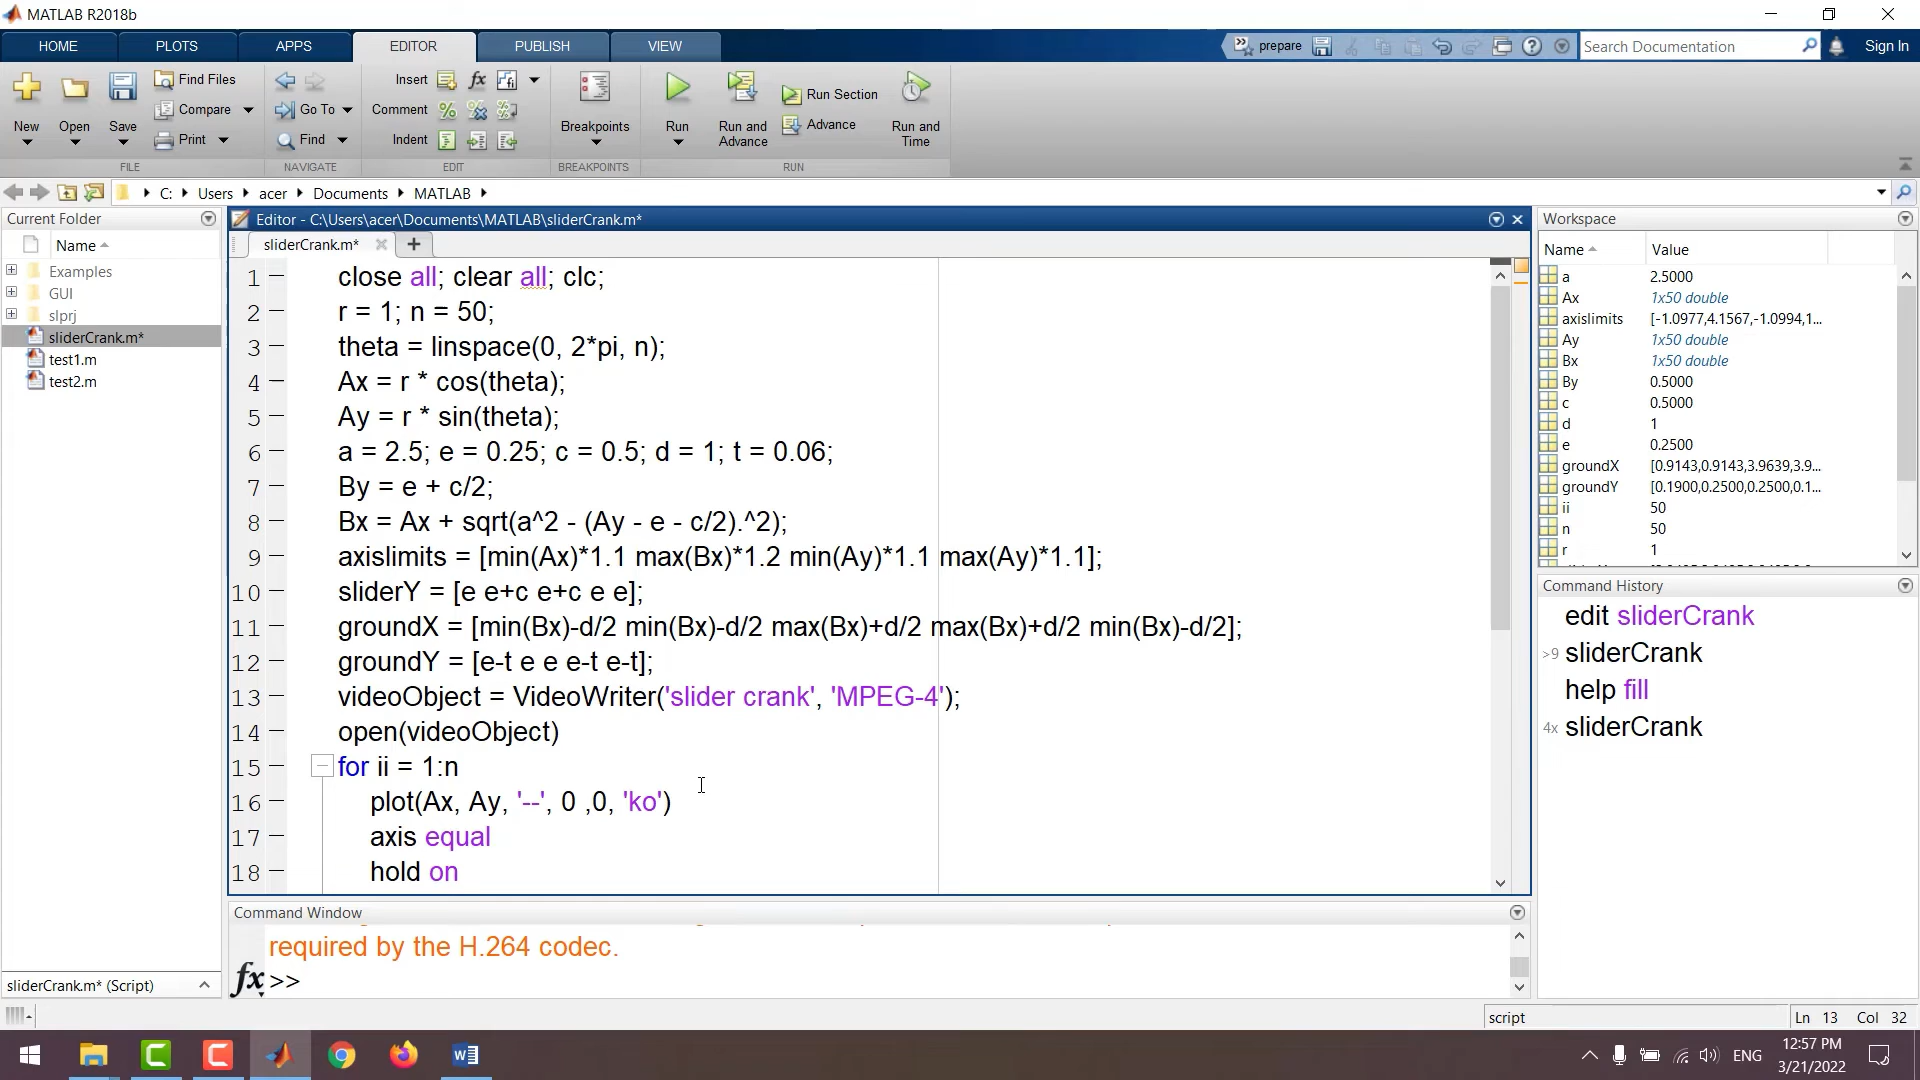 MATLAB R2018b
HOME PLOTS APPS EDITOR PUBLISH VIEW prepare Search Documentation Sign In
New Open Save Find Files Compare Print
Go To Find
Insert fx Comment Indent
Breakpoints
Run Run and Advance Run Section Advance Run and Time
FILE NAVIGATE EDIT BREAKPOINTS RUN
C: Users acer Documents MATLAB
Current Folder
Name
Examples
GUI
slprj
sliderCrank.m*
test1.m
test2.m
sliderCrank.m* (Script)
Editor - C:\Users\acer\Documents\MATLAB\sliderCrank.m*
sliderCrank.m* +
1 close all; clear all; clc;
2 r = 1; n = 50;
3 theta = linspace(0, 2*pi, n);
4 Ax = r * cos(theta);
5 Ay = r * sin(theta);
6 a = 2.5; e = 0.25; c = 0.5; d = 1; t = 0.06;
7 By = e + c/2;
8 Bx = Ax + sqrt(a^2 - (Ay - e - c/2).^2);
9 axislimits = [min(Ax)*1.1 max(Bx)*1.2 min(Ay)*1.1 max(Ay)*1.1];
10 sliderY = [e e+c e+c e e];
11 groundX = [min(Bx)-d/2 min(Bx)-d/2 max(Bx)+d/2 max(Bx)+d/2 min(Bx)-d/2];
12 groundY = [e-t e e e-t e-t];
13 videoObject = VideoWriter('slider crank', 'MPEG-4');
14 open(videoObject)
15 for ii = 1:n
16 plot(Ax, Ay, '--', 0 ,0, 'ko')
17 axis equal
18 hold on
Command Window
required by the H.264 codec.
fx >>
Workspace
Name Value
a 2.5000
Ax 1x50 double
axislimits [-1.0977,4.1567,-1.0994,1...
Ay 1x50 double
Bx 1x50 double
By 0.5000
c 0.5000
d 1
e 0.2500
groundX [0.9143,0.9143,3.9639,3.9...
groundY [0.1900,0.2500,0.2500,0.1...
ii 50
n 50
r 1
Command History
edit sliderCrank
>9 sliderCrank
help fill
4x sliderCrank
script Ln 13 Col 32
ENG 12:57 PM
3/21/2022